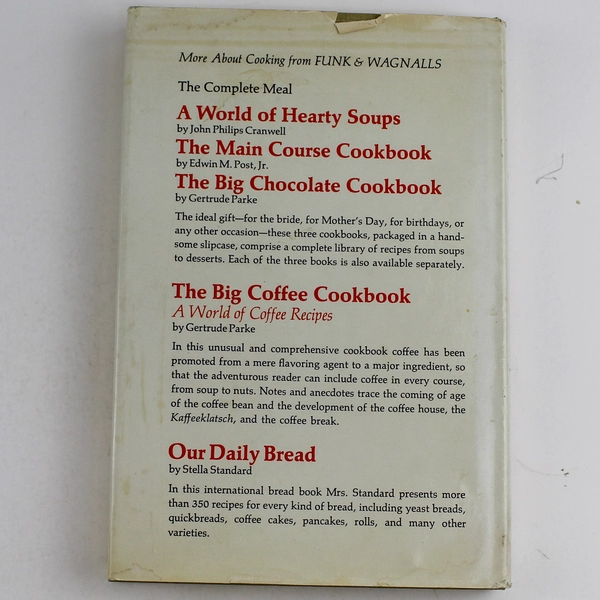 More About Cooking from FUNK & WAGNALLS
The Complete Meal
A World of Hearty Soups
by John Philips Cranwell
The Main Course Cookbook
by Edwin M. Post, Jr.
The Big Chocolate Cookbook
by Gertrude Parke
The ideal gift—for the bride, for Mother's Day, for birthdays, or
any other occasion—these three cookbooks, packaged in a hand-
some slipcase, comprise a complete library of recipes from soups
to desserts. Each of the three books is also available separately.
The Big Coffee Cookbook
A World of Coffee Recipes
by Gertrude Parke
In this unusual and comprehensive cookbook coffee has been
promoted from a mere flavoring agent to a major ingredient, so
that the adventurous reader can include coffee in every course,
from soup to nuts. Notes and anecdotes trace the coming of age
of the coffee bean and the development of the coffee house, the
Kaffeeklatsch, and the coffee break.
Our Daily Bread
by Stella Standard
In this international bread book Mrs. Standard presents more
than 350 recipes for every kind of bread, including yeast breads,
quickbreads, coffee cakes, pancakes, rolls, and many other
varieties.